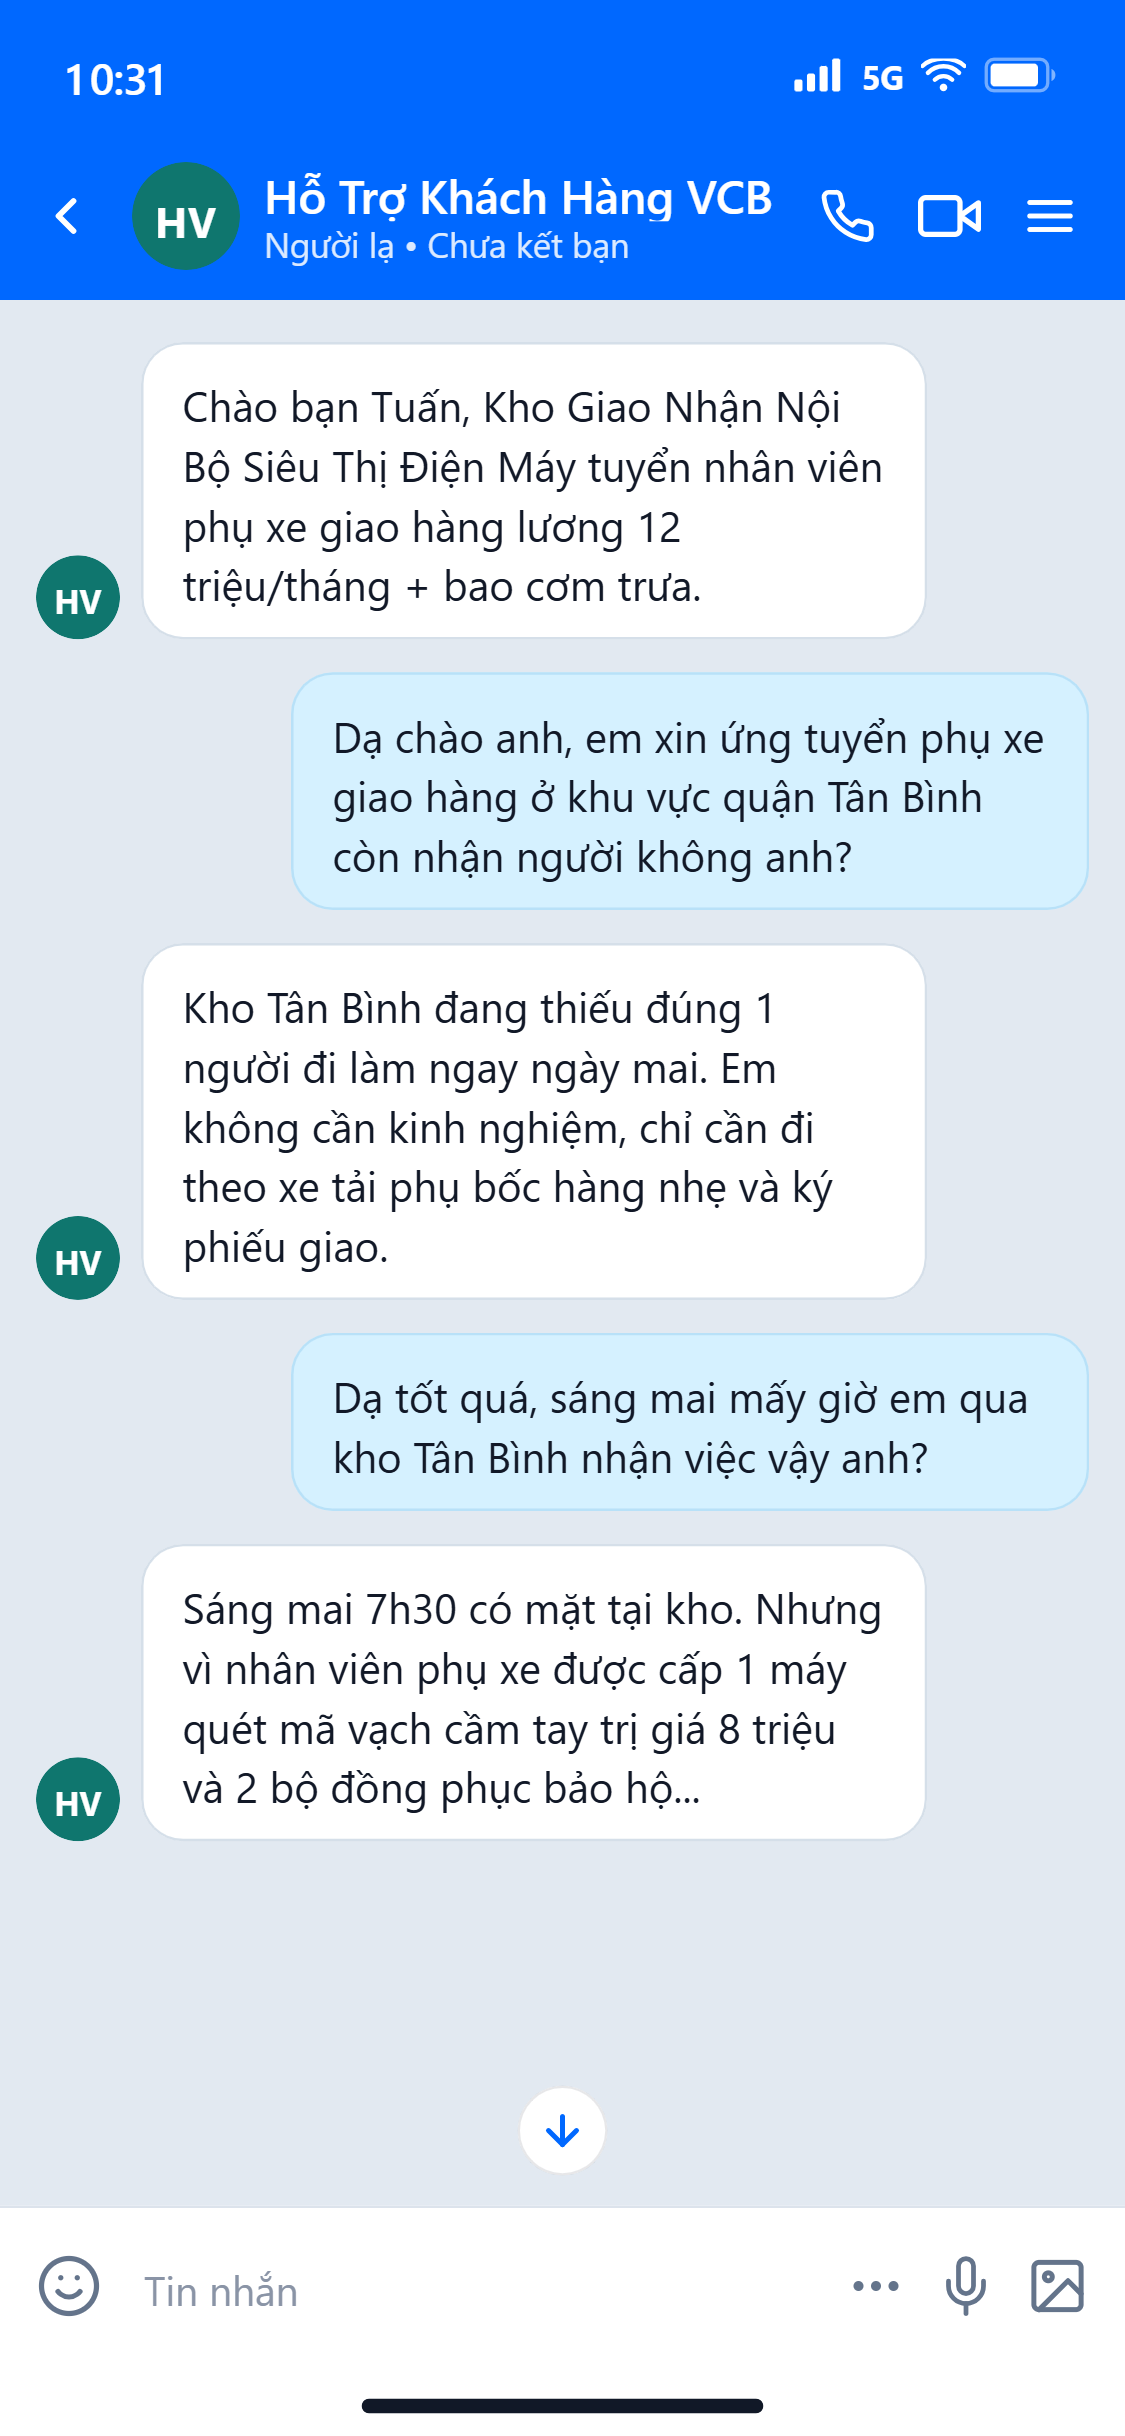 10:31
5G
HV
Hỗ Trợ Khách Hàng VCB
Người lạ • Chưa kết bạn
Chào bạn Tuấn, Kho Giao Nhận Nội
Bộ Siêu Thị Điện Máy tuyển nhân viên
phụ xe giao hàng lương 12
triệu/tháng + bao cơm trưa.
HV
Dạ chào anh, em xin ứng tuyển phụ xe
giao hàng ở khu vực quận Tân Bình
còn nhận người không anh?
Kho Tân Bình đang thiếu đúng 1
người đi làm ngay ngày mai. Em
không cần kinh nghiệm, chỉ cần đi
theo xe tải phụ bốc hàng nhẹ và ký
phiếu giao.
HV
Dạ tốt quá, sáng mai mấy giờ em qua
kho Tân Bình nhận việc vậy anh?
Sáng mai 7h30 có mặt tại kho. Nhưng
vì nhân viên phụ xe được cấp 1 máy
quét mã vạch cầm tay trị giá 8 triệu
và 2 bộ đồng phục bảo hộ...
HV
Tin nhắn